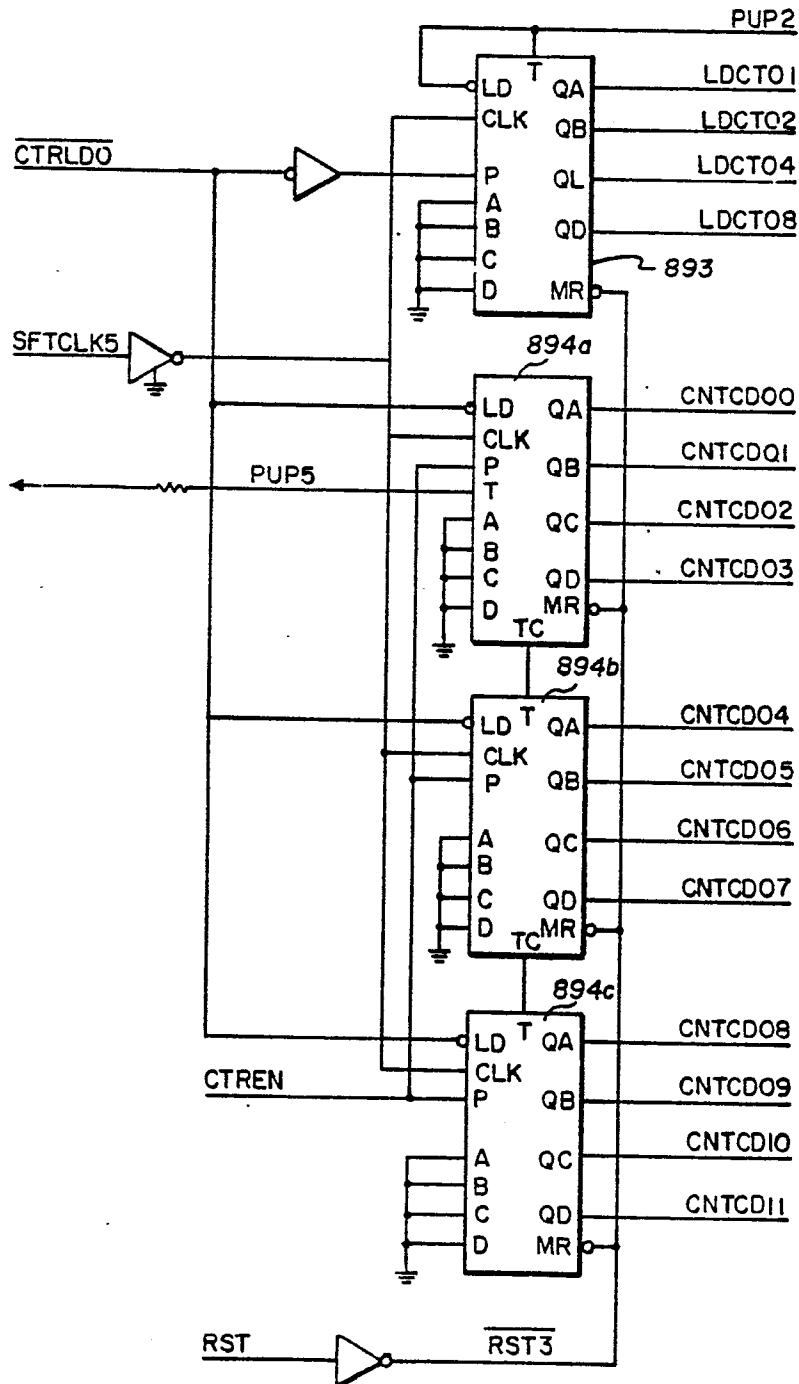 PUP2
T
LD QA LDCT01
CLK QB LDCT02
CTRLD0
P QL LDCT04
A
B QD LDCT08
C
D MR 893
SFTCLK5
894a
LD QA CNTCD00
CLK
P QB CNTCD01
PUP5 T
A QC CNTCD02
B
C QD CNTCD03
D MR
TC
894b
T
LD QA CNTCD04
CLK
P QB CNTCD05
A QC CNTCD06
B
C QD CNTCD07
D MR
TC
894c
T
LD QA CNTCD08
CLK
CTREN P QB CNTCD09
A QC CNTCD10
B
C QD CNTCD11
D MR
RST RST3